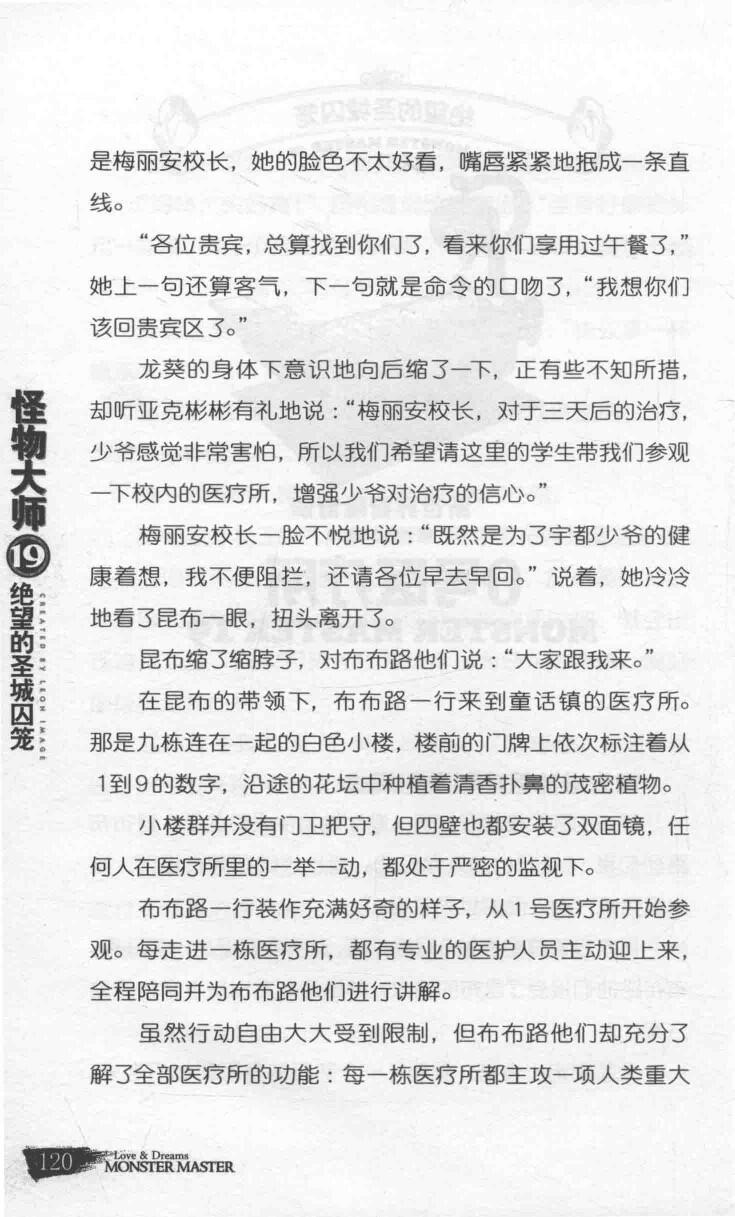 是梅丽安校长，她的脸色不太好看，嘴唇紧紧地抿成一条直
线。
“各位贵宾，总算找到你们了，看来你们享用过午餐了，”
她上一句还算客气，下一句就是命令的口吻了，“我想你们
该回贵宾区了。”
龙葵的身体下意识地向后缩了一下，正有些不知所措，
却听亚克彬彬有礼地说：“梅丽安校长，对于三天后的治疗，
少爷感觉非常害怕，所以我们希望请这里的学生带我们参观
一下校内的医疗所，增强少爷对治疗的信心。”
梅丽安校长一脸不悦地说：“既然是为了宇都少爷的健
康着想，我不便阻拦，还请各位早去早回。”说着，她冷冷
地看了昆布一眼，扭头离开了。
昆布缩了缩脖子，对布布路他们说：“大家跟我来。”
在昆布的带领下，布布路一行来到童话镇的医疗所。
那是九栋连在一起的白色小楼，楼前的门牌上依次标注着从
1到9的数字，沿途的花坛中种植着清香扑鼻的茂密植物。
小楼群并没有门卫把守，但四壁也都安装了双面镜，任
何人在医疗所里的一举一动，都处于严密的监视下。
布布路一行装作充满好奇的样子，从1号医疗所开始参
观。每走进一栋医疗所，都有专业的医护人员主动迎上来，
全程陪同并为布布路他们进行讲解。
虽然行动自由大大受到限制，但布布路他们却充分了
解了全部医疗所的功能：每一栋医疗所都主攻一项人类重大
怪物大师
19
绝望的圣城囚笼
CREATED BY LEON IMAGE
120
Love & Dreams
MONSTER MASTER